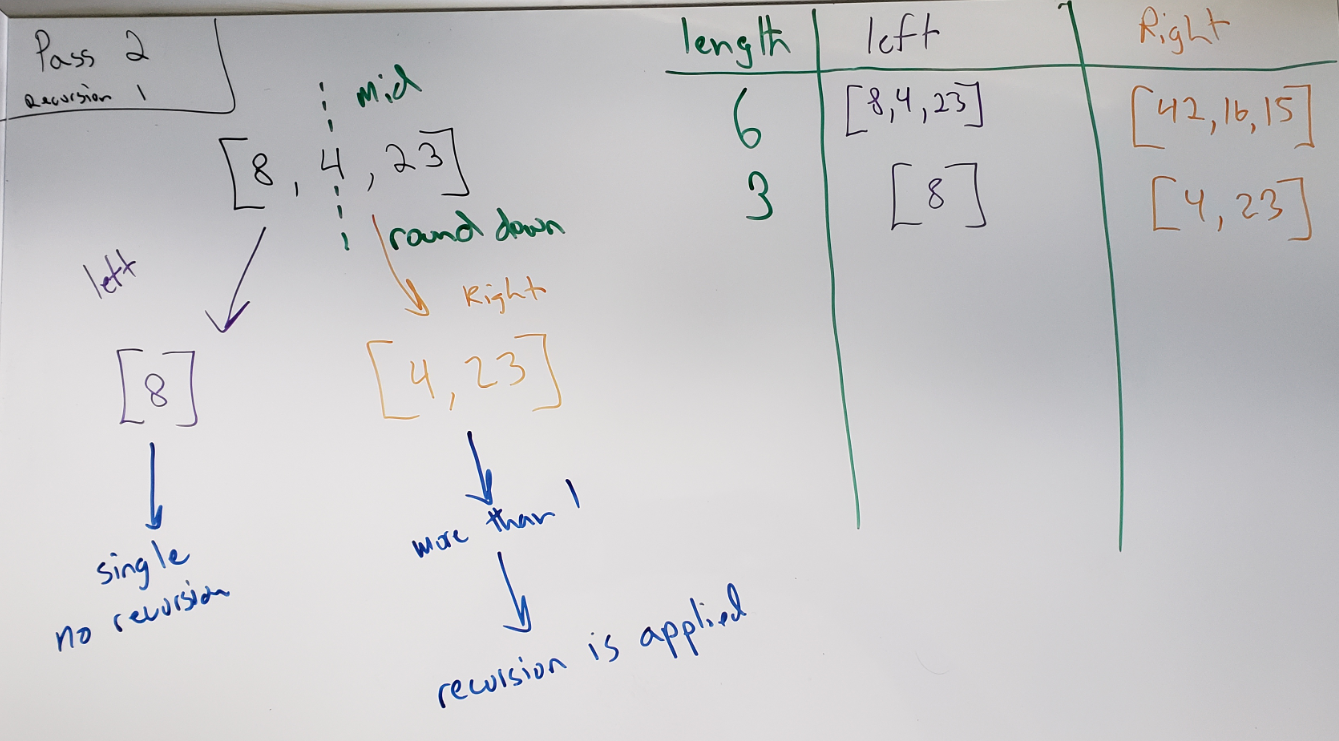 Pass 2
Recursion 1
mid
[8, 4, 23]
round down
left
Right
[8]
[4, 23]
single
no recursion
more than 1
recursion is applied
length left Right
6 [8,4,23] [42,16,15]
3 [8] [4,23]